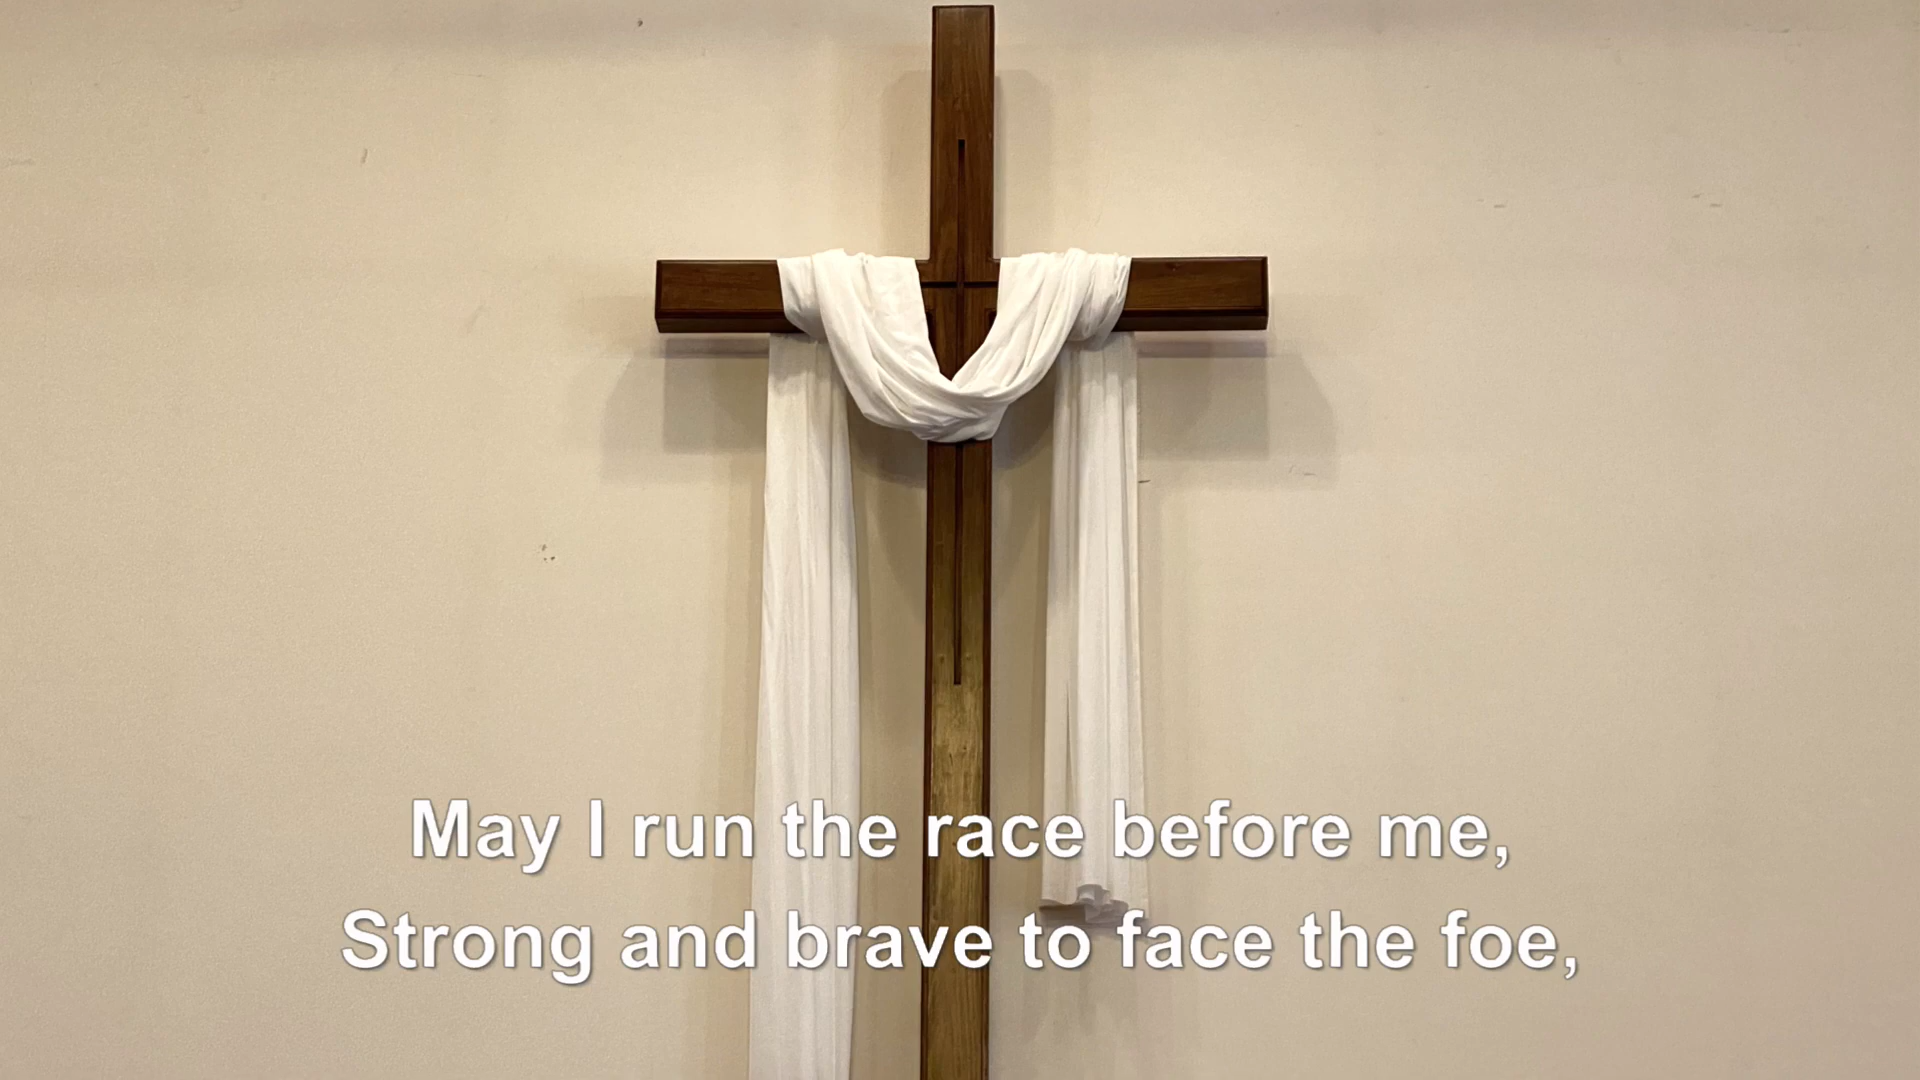 May I run the race before me,
Strong and brave to face the foe,